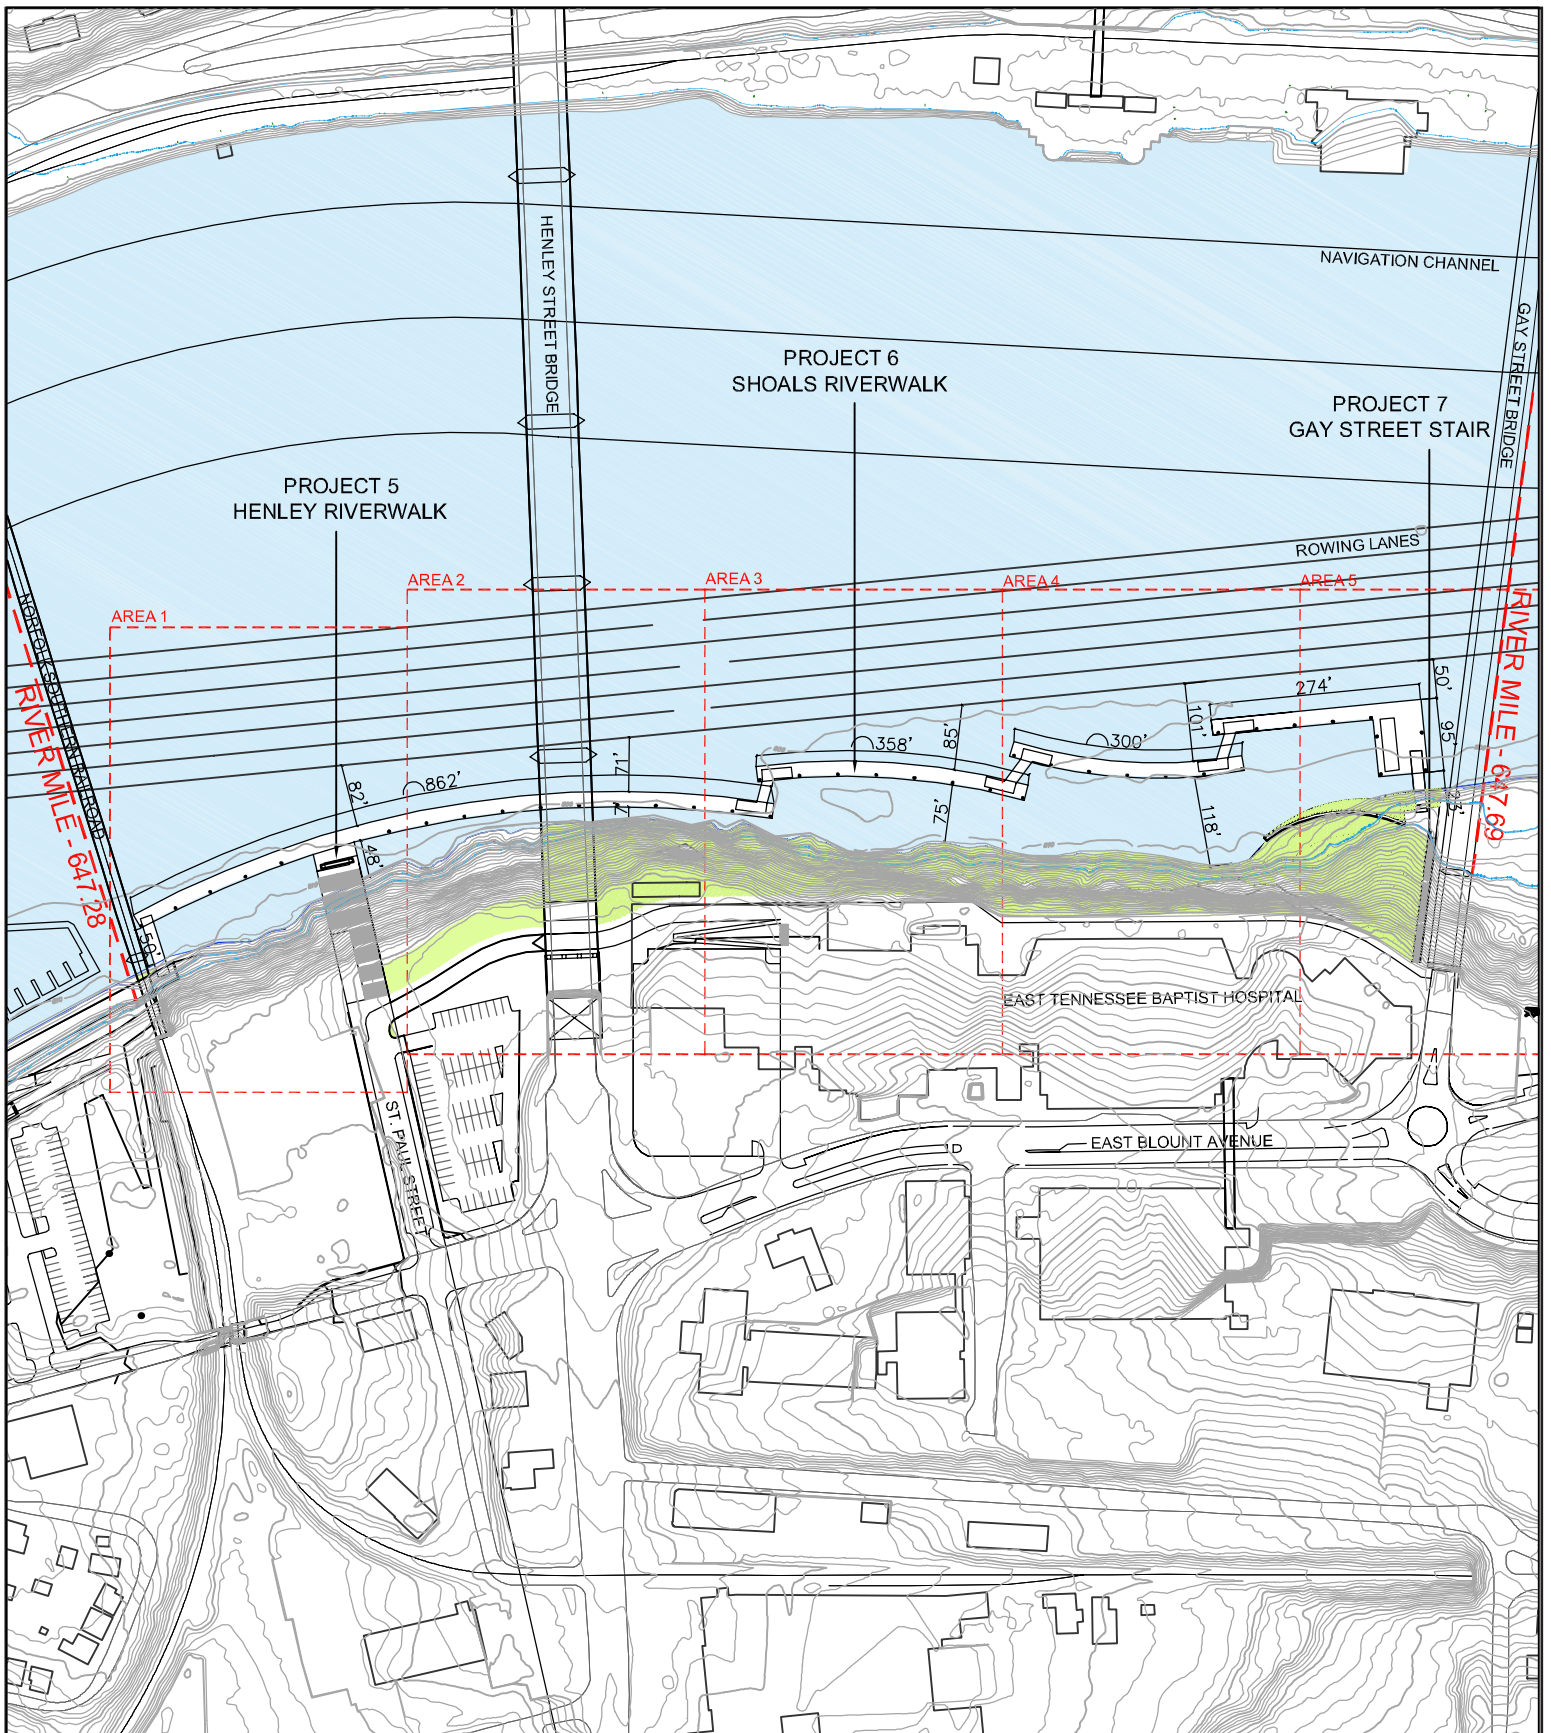 HENLEY STREET BRIDGE
NAVIGATION CHANNEL
GAY STREET BRIDGE
PROJECT 6
SHOALS RIVERWALK
PROJECT 7
GAY STREET STAIR
PROJECT 5
HENLEY RIVERWALK
ROWING LANES
AREA 1
AREA 2
AREA 3
AREA 4
AREA 5
NORFOLK SOUTHERN RAILROAD
RIVER MILE - 647.28
RIVER MILE - 647.69
82'
862'
71'
358'
85'
300'
101'
274'
50'
95'
48'
75'
118'
50'
EAST TENNESSEE BAPTIST HOSPITAL
ST. PAUL STREET
EAST BLOUNT AVENUE
D